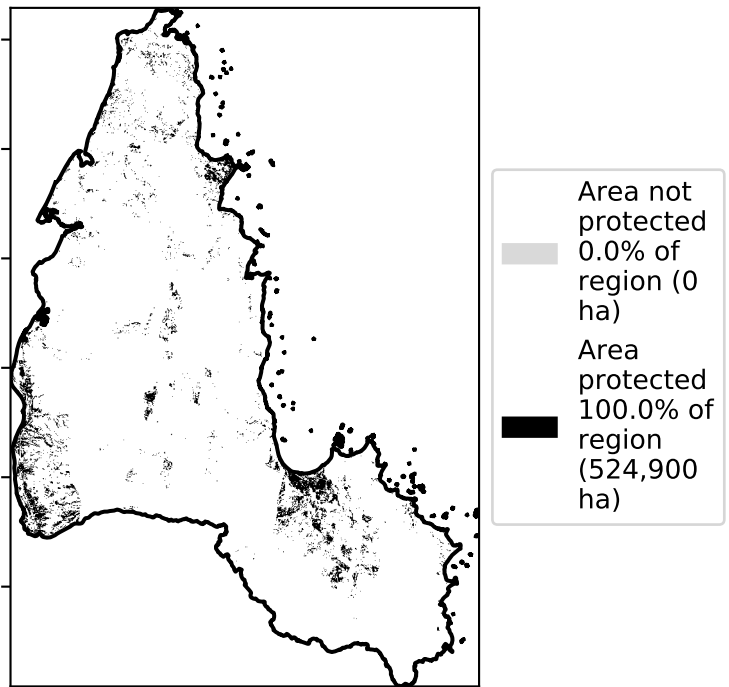 Area not
protected
0.0% of
region (0
ha)
Area
protected
100.0% of
region
(524,900
ha)